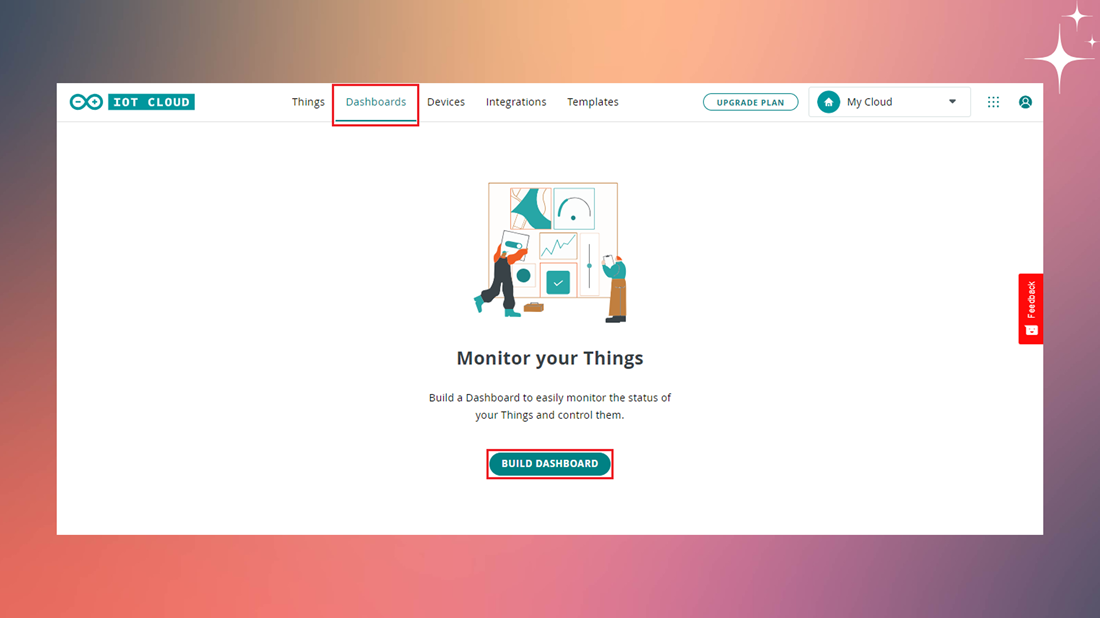 IOT CLOUD
Things
Dashboards
Devices
Integrations
Templates
UPGRADE PLAN
My Cloud
Feedback
Monitor your Things
Build a Dashboard to easily monitor the status of
your Things and control them.
BUILD DASHBOARD